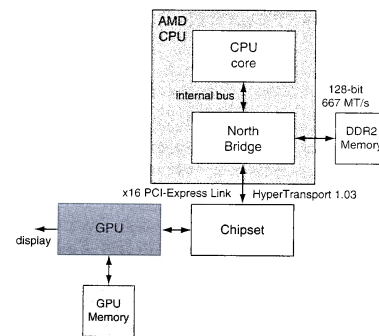 AMD
CPU
CPU
core
internal bus
128-bit
667 MT/s
North
Bridge
DDR2
Memory
x16 PCI-Express Link
HyperTransport 1.03
GPU
Chipset
display
GPU
Memory